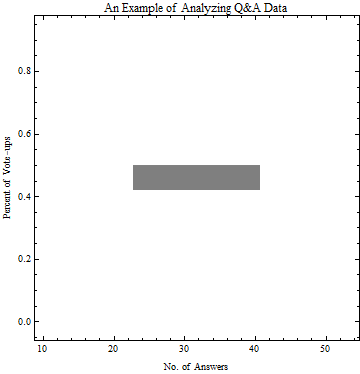 An Example of Analyzing Q&A Data
0.8
0.6
0.4
0.2
0.0
Percent of Vote-ups
10 20 30 40 50
No. of Answers